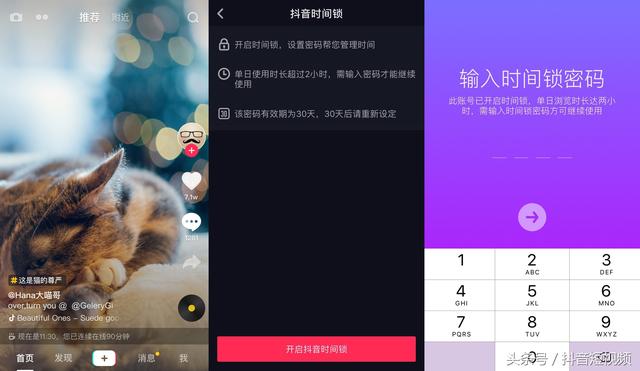 推荐 附近
7.1w
1281
#这是猫的尊严
@Hana大喵哥
over,turn you @ @GeleryGi
Beautiful Ones - Suede goo
现在是11:30，您已连续在线90分钟
首页 发现 消息 我
抖音时间锁
开启时间锁，设置密码帮您管理时间
单日使用时长超过2小时，需输入密码才能继续
使用
30
该密码有效期为30天，30天后请重新设定
开启抖音时间锁
输入时间锁密码
此账号已开启时间锁，单日浏览时长达两小
时，需输入时间锁密码方可继续使用
1 2 3
ABC DEF
4 5 6
GHI JKL MNO
7 8 9
PQRS TUV WXYZ
0
头条号 / 抖音短视频